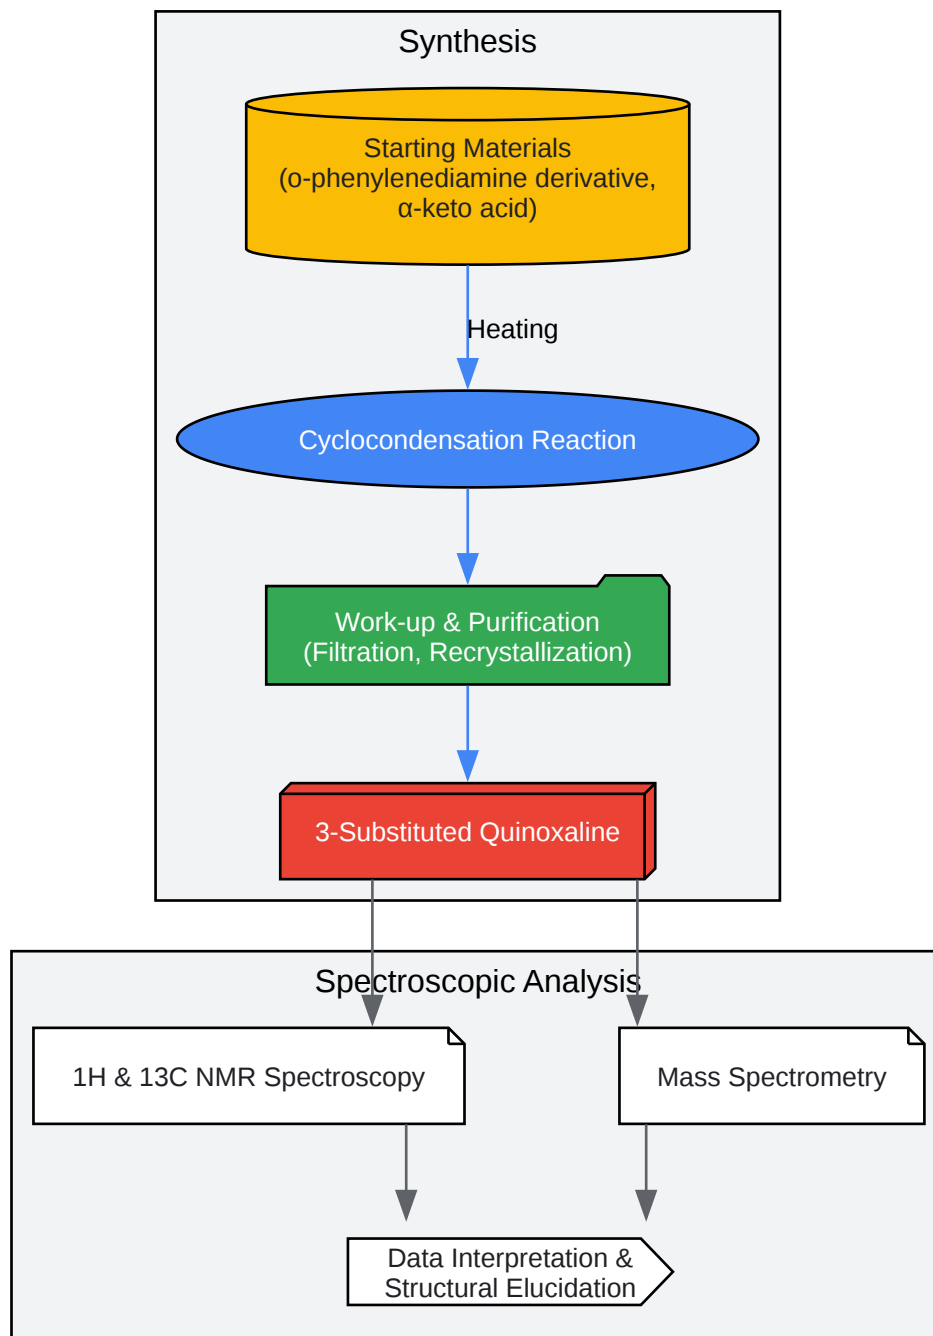 Synthesis
Starting Materials
(o-phenylenediamine derivative,
α-keto acid)
Heating
Cyclocondensation Reaction
Work-up & Purification
(Filtration, Recrystallization)
3-Substituted Quinoxaline
Spectroscopic Analysis
1H & 13C NMR Spectroscopy
Mass Spectrometry
Data Interpretation &
Structural Elucidation